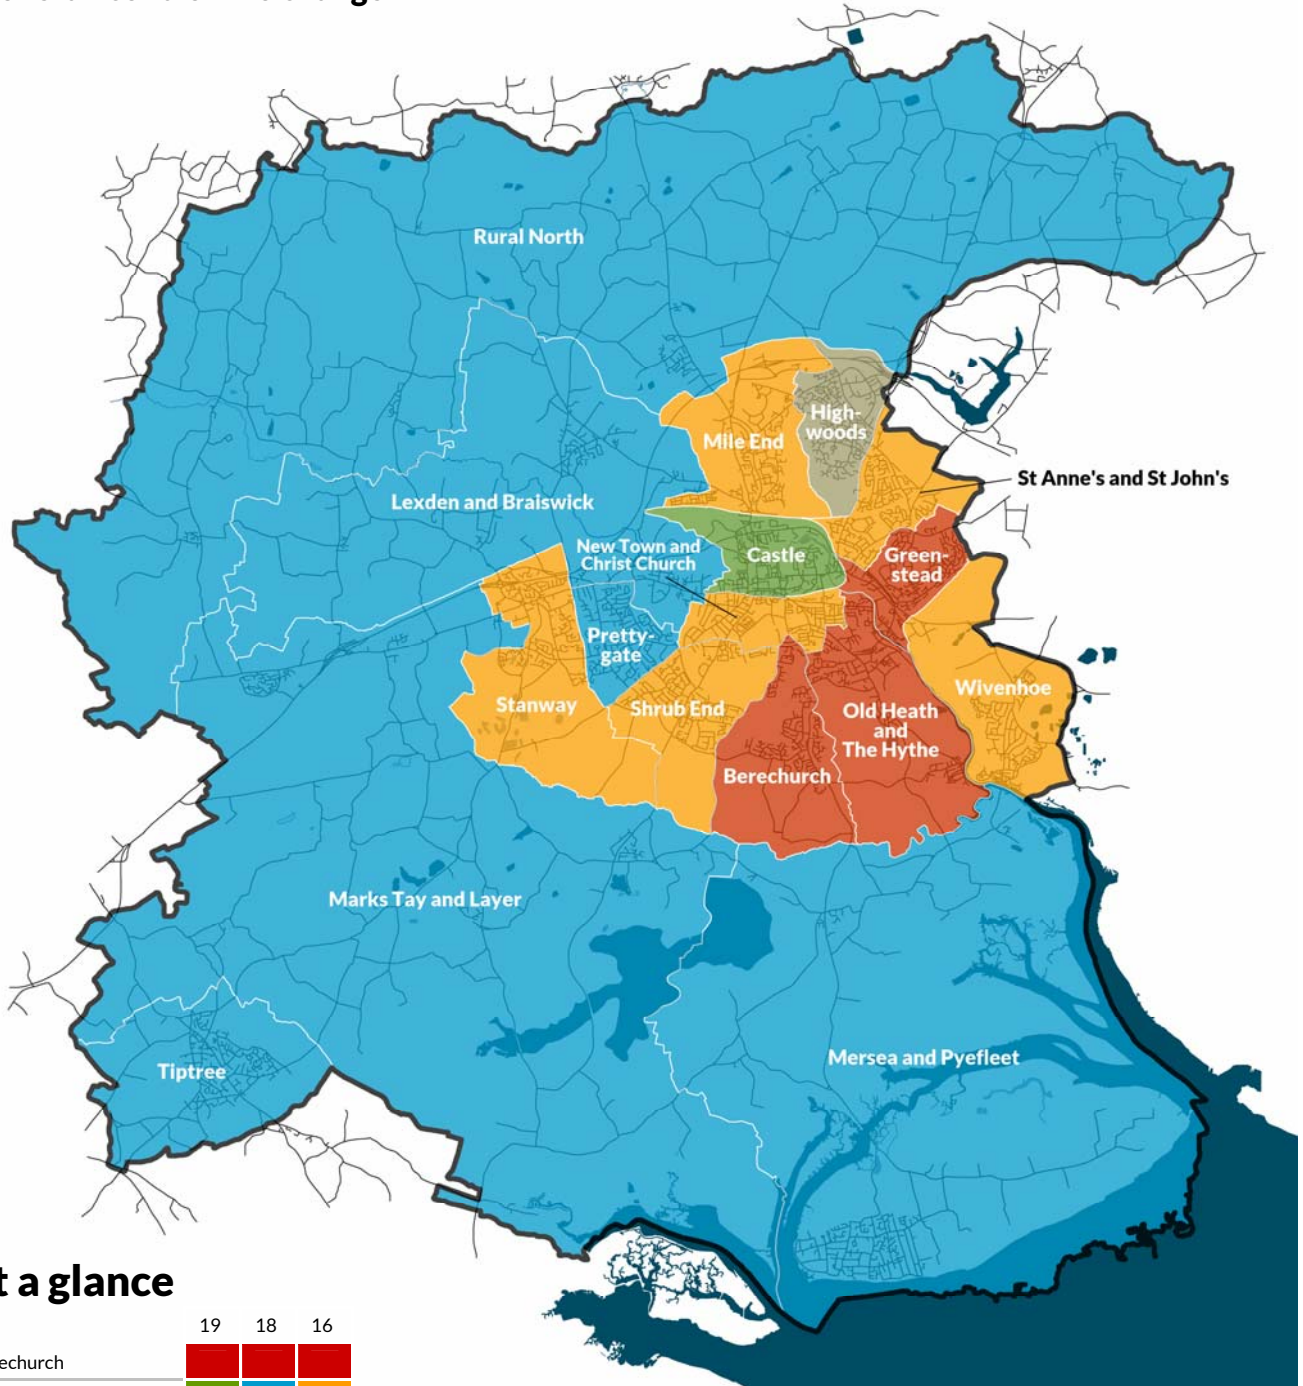 Rural North
High-
woods
Mile End
St Anne's and St John's
Lexden and Braiswick
New Town and
Christ Church
Castle
Green-
stead
Pretty-
gate
Wivenhoe
Stanway
Shrub End
Old Heath
and
The Hythe
Berechurch
Marks Tay and Layer
Mersea and Pyefleet
Tiptree
t a glance
19 18 16
echurch